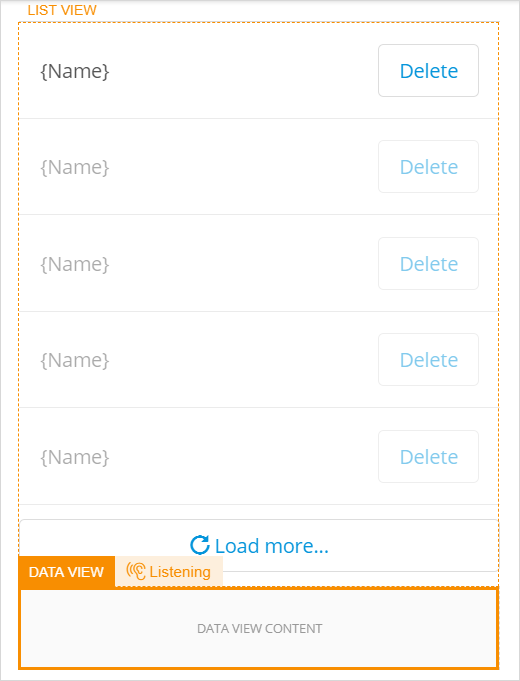 LIST VIEW
{Name} Delete
{Name} Delete
{Name} Delete
{Name} Delete
{Name} Delete
Load more...
DATA VIEW Listening
DATA VIEW CONTENT